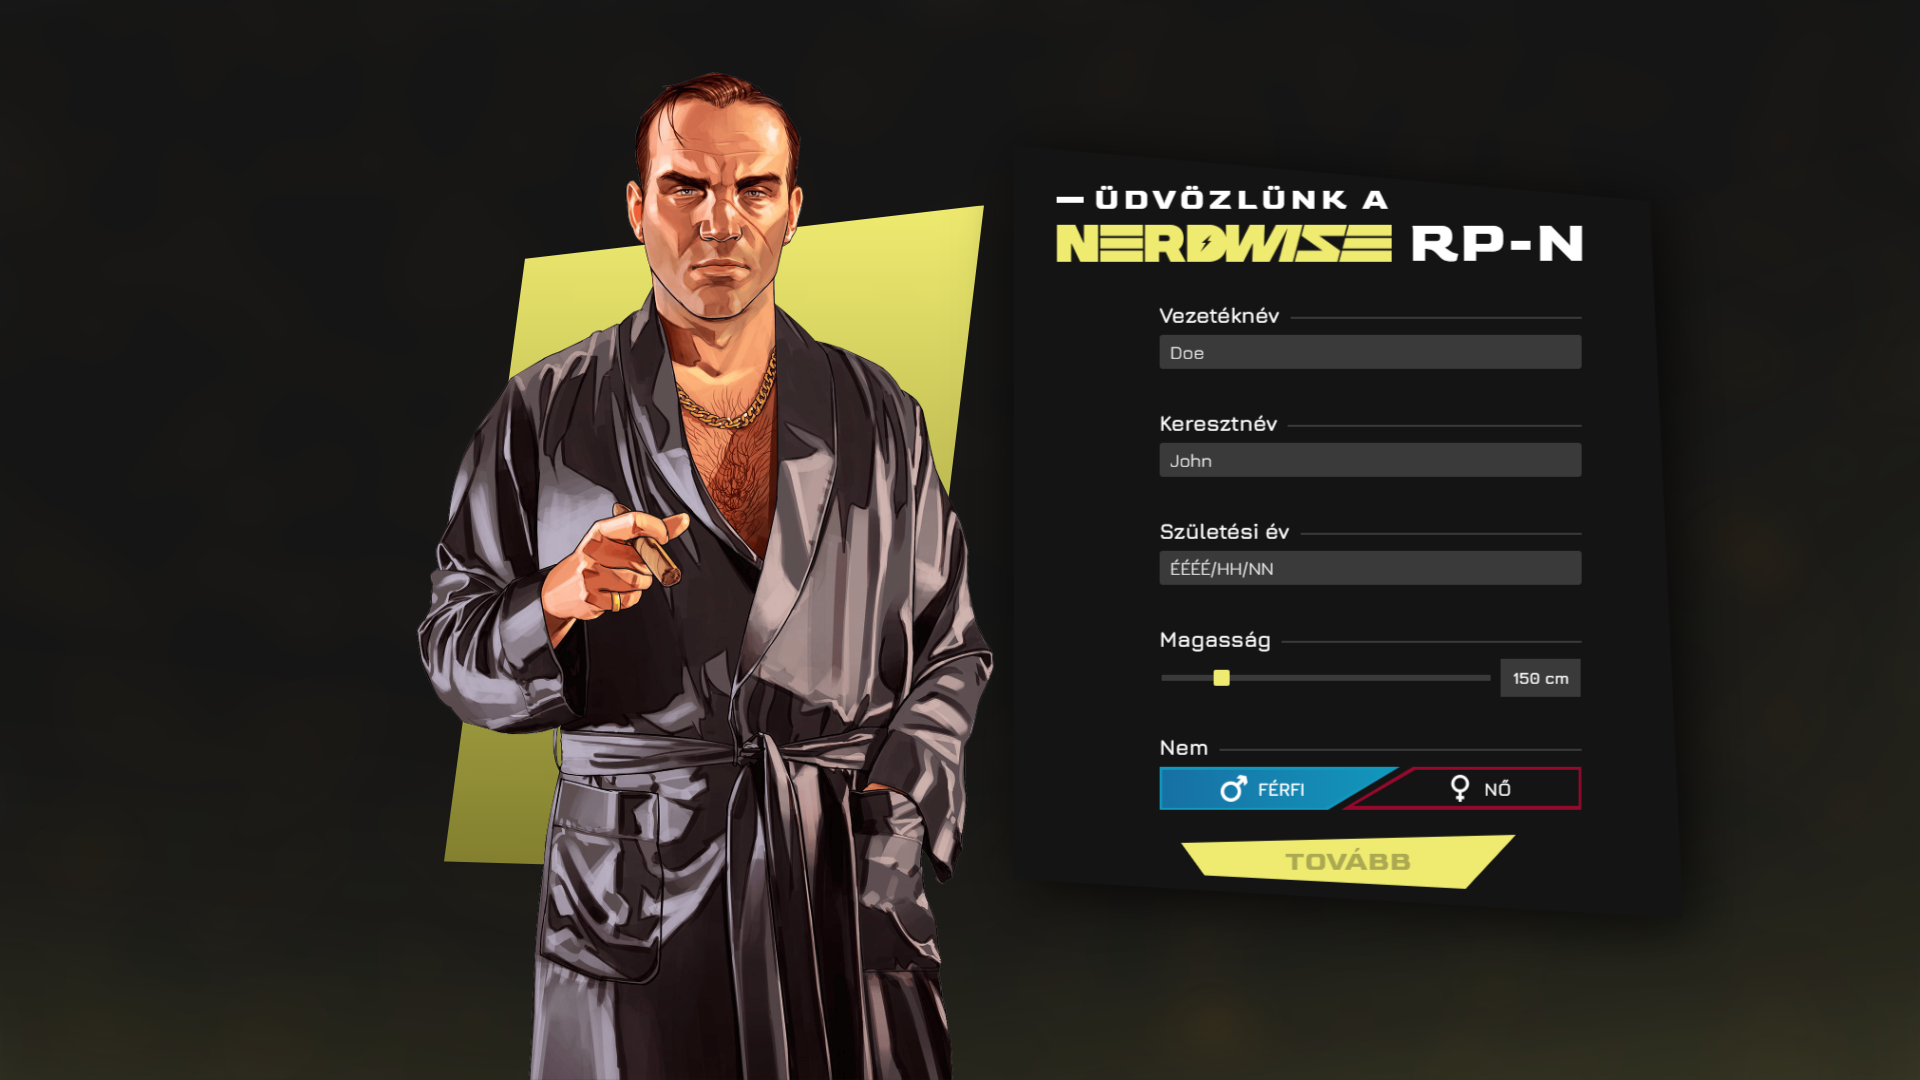 ÜDVÖZLÜNK A
NERDWISE RP-N
Vezetéknév
Doe
Keresztnév
John
Születési év
ÉÉÉÉ/HH/NN
Magasság
150 cm
Nem
FÉRFI NŐ
TOVÁBB